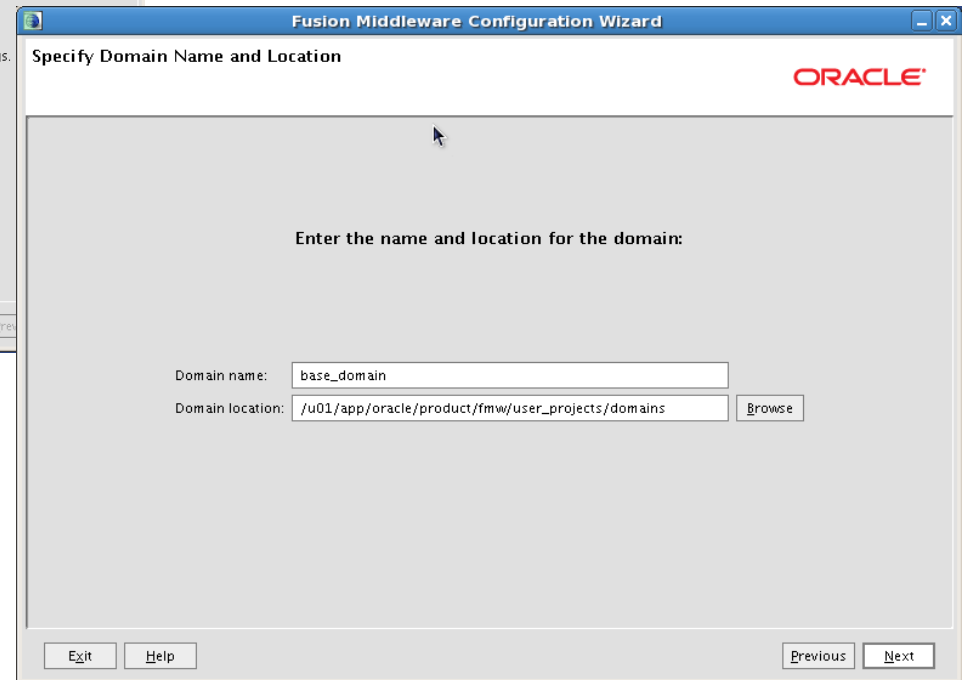 Fusion Middleware Configuration Wizard
Specify Domain Name and Location
ORACLE
Enter the name and location for the domain:
Domain name: base_domain
Domain location: /u01/app/oracle/product/fmw/user_projects/domains Browse
Exit Help Previous Next